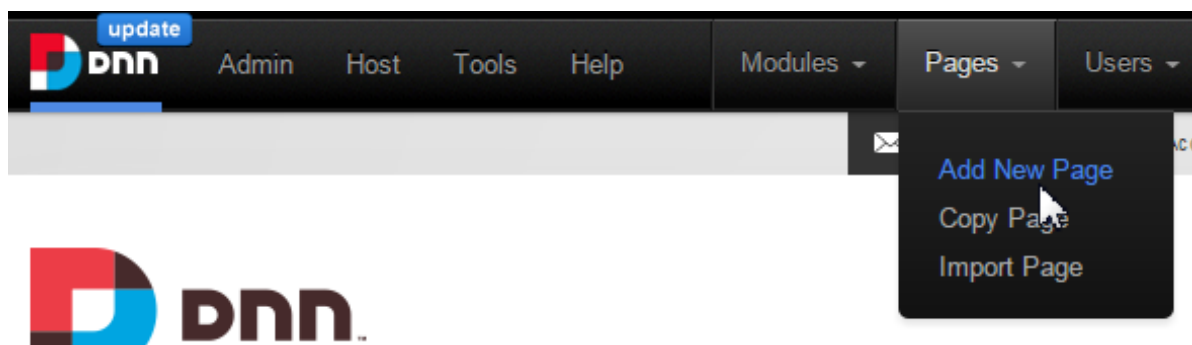 update
DNN Admin Host Tools Help Modules Pages Users
Add New Page
Copy Page
Import Page
DNN